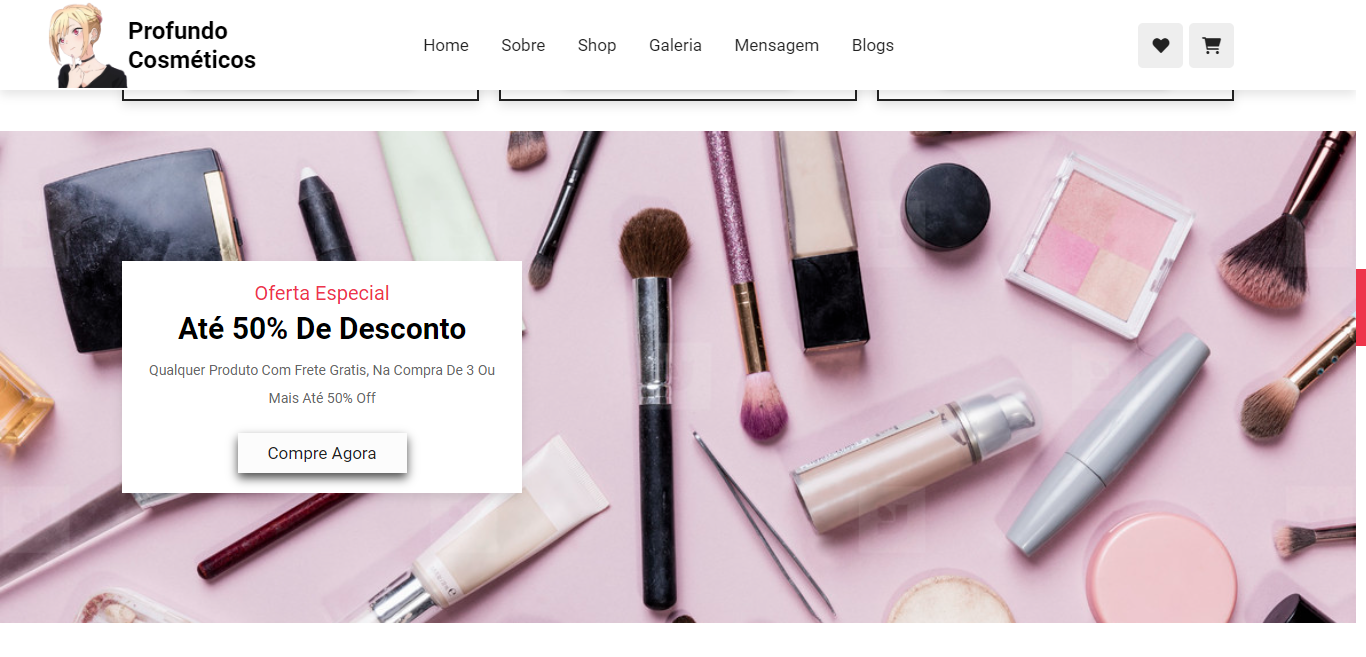 Profundo
Cosméticos
Home Sobre Shop Galeria Mensagem Blogs
Oferta Especial
Até 50% De Desconto
Qualquer Produto Com Frete Gratis, Na Compra De 3 Ou
Mais Até 50% Off
Compre Agora